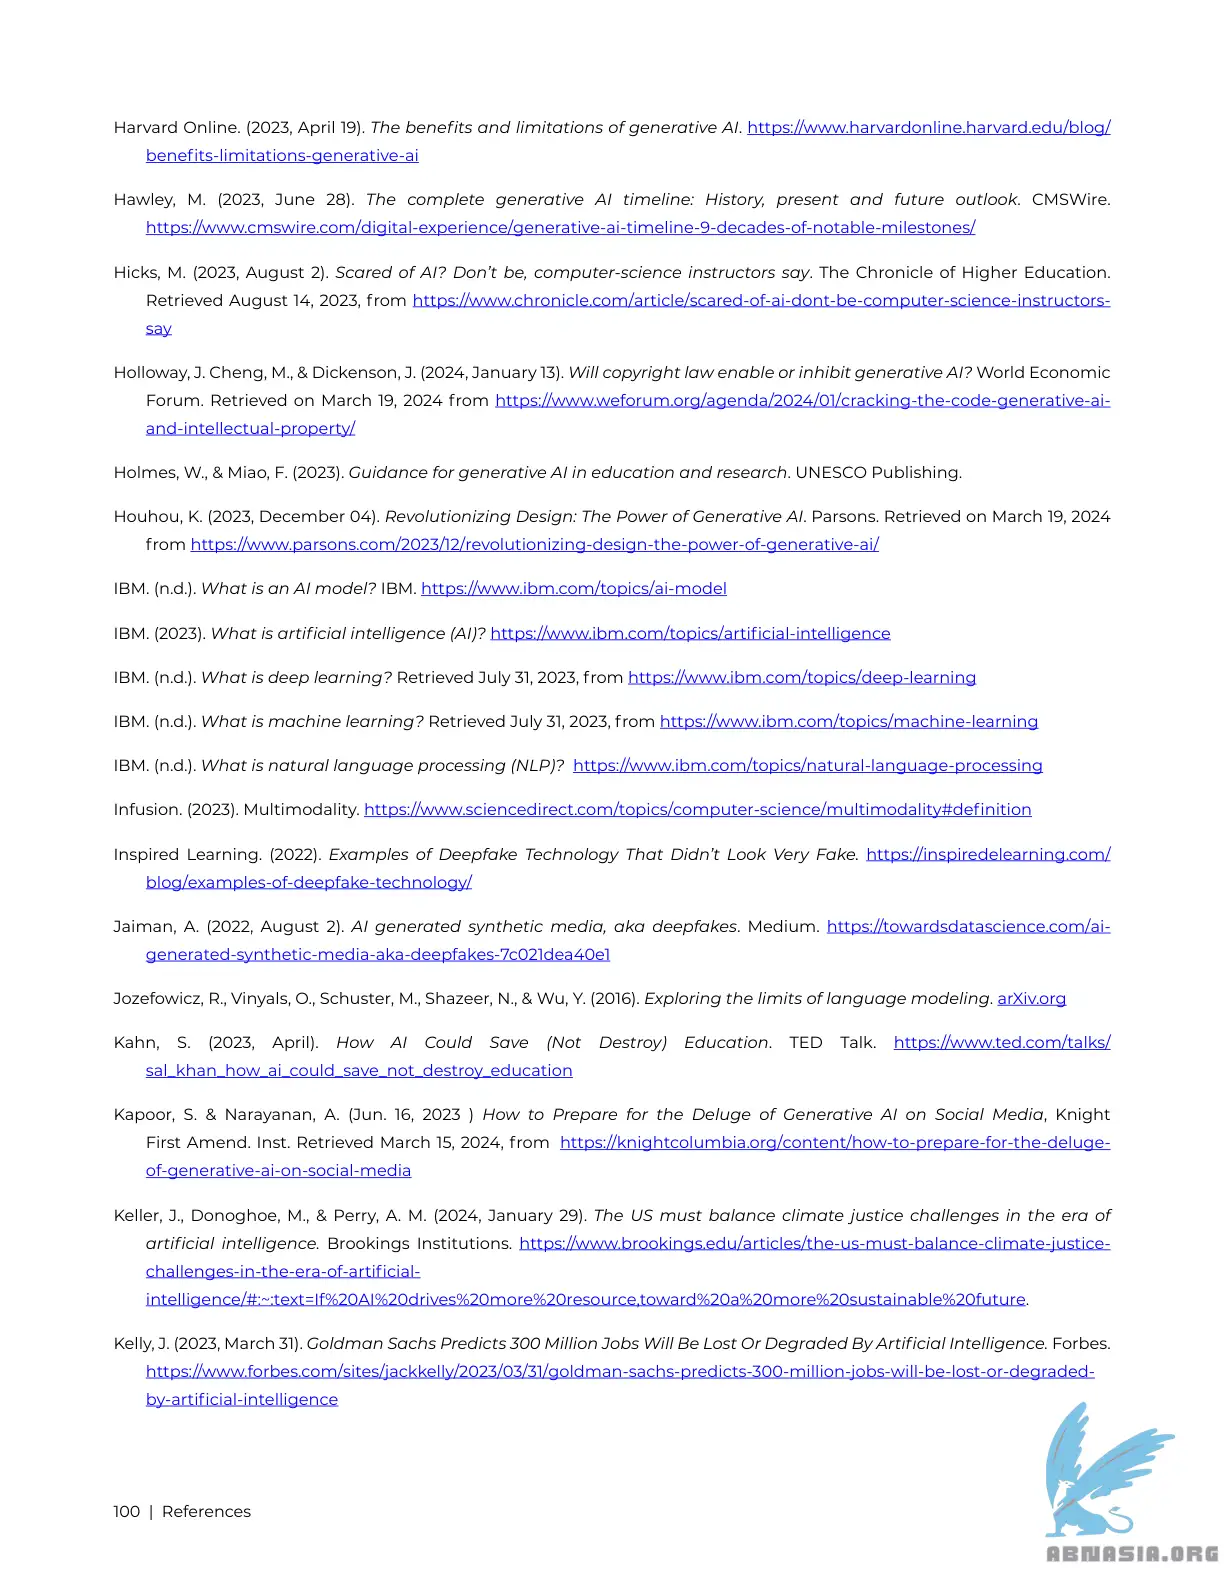 Harvard Online. (2023, April 19). The benefits and limitations of generative AI. https://www.harvardonline.harvard.edu/blog/
benefits-limitations-generative-ai
Hawley, M. (2023, June 28). The complete generative AI timeline: History, present and future outlook. CMSWire.
https://www.cmswire.com/digital-experience/generative-ai-timeline-9-decades-of-notable-milestones/
Hicks, M. (2023, August 2). Scared of AI? Don’t be, computer-science instructors say. The Chronicle of Higher Education.
Retrieved August 14, 2023, from https://www.chronicle.com/article/scared-of-ai-dont-be-computer-science-instructors-
say
Holloway, J. Cheng, M., & Dickenson, J. (2024, January 13). Will copyright law enable or inhibit generative AI? World Economic
Forum. Retrieved on March 19, 2024 from https://www.weforum.org/agenda/2024/01/cracking-the-code-generative-ai-
and-intellectual-property/
Holmes, W., & Miao, F. (2023). Guidance for generative AI in education and research. UNESCO Publishing.
Houhou, K. (2023, December 04). Revolutionizing Design: The Power of Generative AI. Parsons. Retrieved on March 19, 2024
from https://www.parsons.com/2023/12/revolutionizing-design-the-power-of-generative-ai/
IBM. (n.d.). What is an AI model? IBM. https://www.ibm.com/topics/ai-model
IBM. (2023). What is artificial intelligence (AI)? https://www.ibm.com/topics/artificial-intelligence
IBM. (n.d.). What is deep learning? Retrieved July 31, 2023, from https://www.ibm.com/topics/deep-learning
IBM. (n.d.). What is machine learning? Retrieved July 31, 2023, from https://www.ibm.com/topics/machine-learning
IBM. (n.d.). What is natural language processing (NLP)? https://www.ibm.com/topics/natural-language-processing
Infusion. (2023). Multimodality. https://www.sciencedirect.com/topics/computer-science/multimodality#definition
Inspired Learning. (2022). Examples of Deepfake Technology That Didn’t Look Very Fake. https://inspiredelearning.com/
blog/examples-of-deepfake-technology/
Jaiman, A. (2022, August 2). AI generated synthetic media, aka deepfakes. Medium. https://towardsdatascience.com/ai-
generated-synthetic-media-aka-deepfakes-7c021dea40e1
Jozefowicz, R., Vinyals, O., Schuster, M., Shazeer, N., & Wu, Y. (2016). Exploring the limits of language modeling. arXiv.org
Kahn, S. (2023, April). How AI Could Save (Not Destroy) Education. TED Talk. https://www.ted.com/talks/
sal_khan_how_ai_could_save_not_destroy_education
Kapoor, S. & Narayanan, A. (Jun. 16, 2023 ) How to Prepare for the Deluge of Generative AI on Social Media, Knight
First Amend. Inst. Retrieved March 15, 2024, from https://knightcolumbia.org/content/how-to-prepare-for-the-deluge-
of-generative-ai-on-social-media
Keller, J., Donoghoe, M., & Perry, A. M. (2024, January 29). The US must balance climate justice challenges in the era of
artificial intelligence. Brookings Institutions. https://www.brookings.edu/articles/the-us-must-balance-climate-justice-
challenges-in-the-era-of-artificial-
intelligence/#:~:text=If%20AI%20drives%20more%20resource,toward%20a%20more%20sustainable%20future.
Kelly, J. (2023, March 31). Goldman Sachs Predicts 300 Million Jobs Will Be Lost Or Degraded By Artificial Intelligence. Forbes.
https://www.forbes.com/sites/jackkelly/2023/03/31/goldman-sachs-predicts-300-million-jobs-will-be-lost-or-degraded-
by-artificial-intelligence
100 | References
ABNASIA.ORG